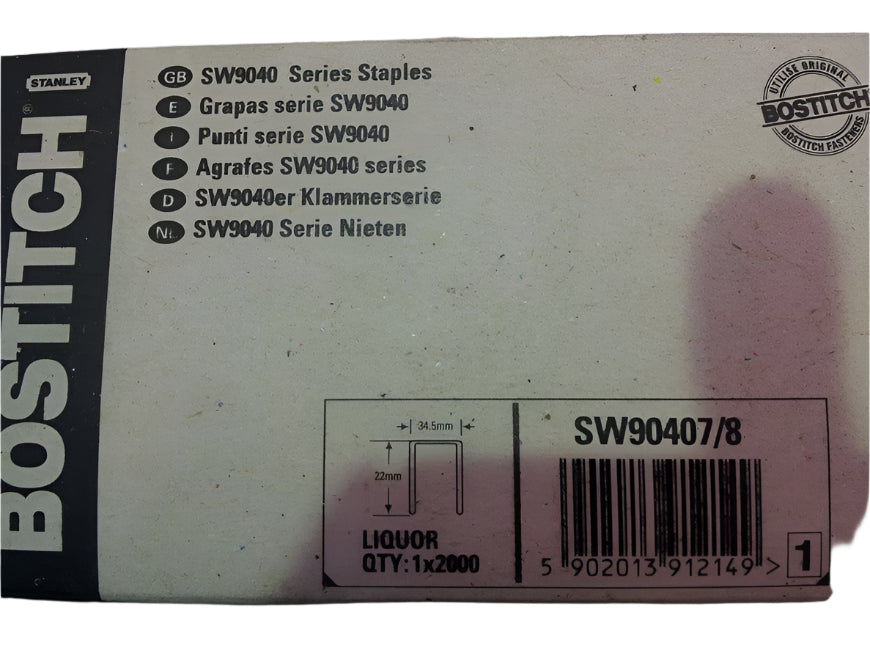 STANLEY
BOSTITCH®
GB SW9040 Series Staples
E Grapas serie SW9040
I Punti serie SW9040
F Agrafes SW9040 series
D SW9040er Klammerserie
NL SW9040 Serie Nieten
UTILISE ORIGINAL
BOSTITCH
BOSTITCH FASTENERS
34.5mm
22mm
LIQUOR
QTY:1x2000
SW90407/8
5 902013 912149 >
1